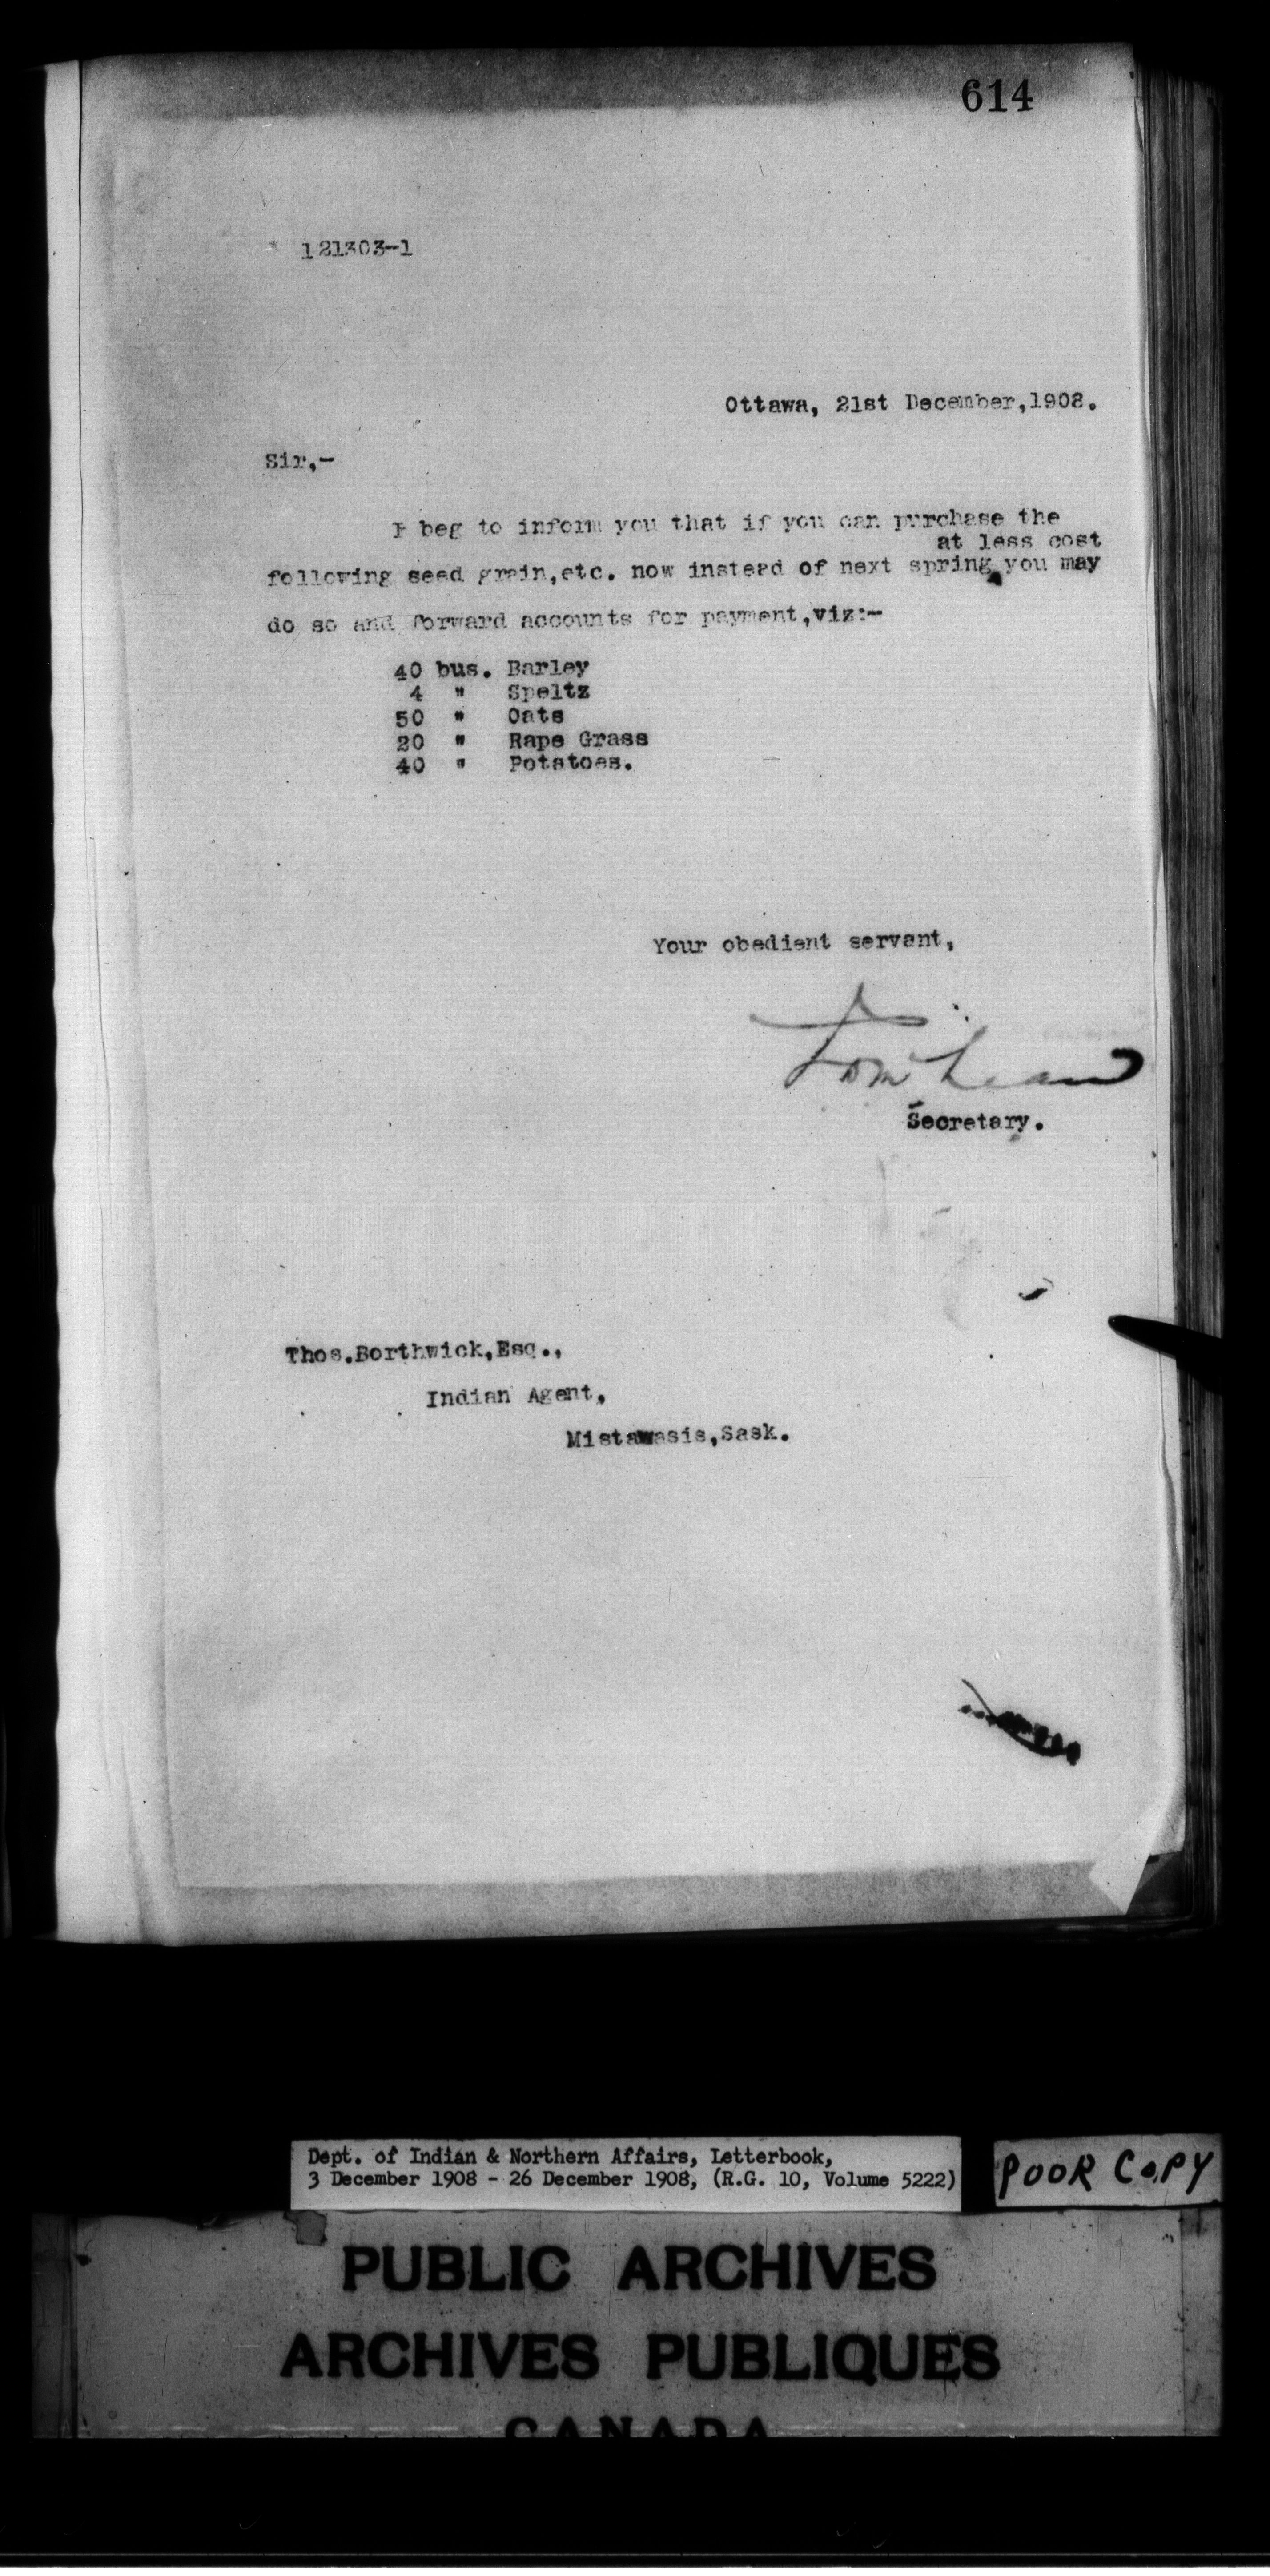 614
121303-1
Ottawa, 21st December,1908.
Sir,-
I beg to inform you that if you can purchase the
at less cost
following seed grain,etc. now instead of next spring you may
do so and forward accounts for payment,viz:-
40 bus. Barley
4 " Speltz
50 " Oats
20 " Rape Grass
40 " Potatoes.
Your obedient servant,
Secretary.
Thos.Borthwick,Esq.,
Indian Agent,
Mistawasis,Sask.
Dept. of Indian & Northern Affairs, Letterbook,
3 December 1908 - 26 December 1908, (R.G. 10, Volume 5222)
POOR COPY
PUBLIC ARCHIVES
ARCHIVES PUBLIQUES
CANADA